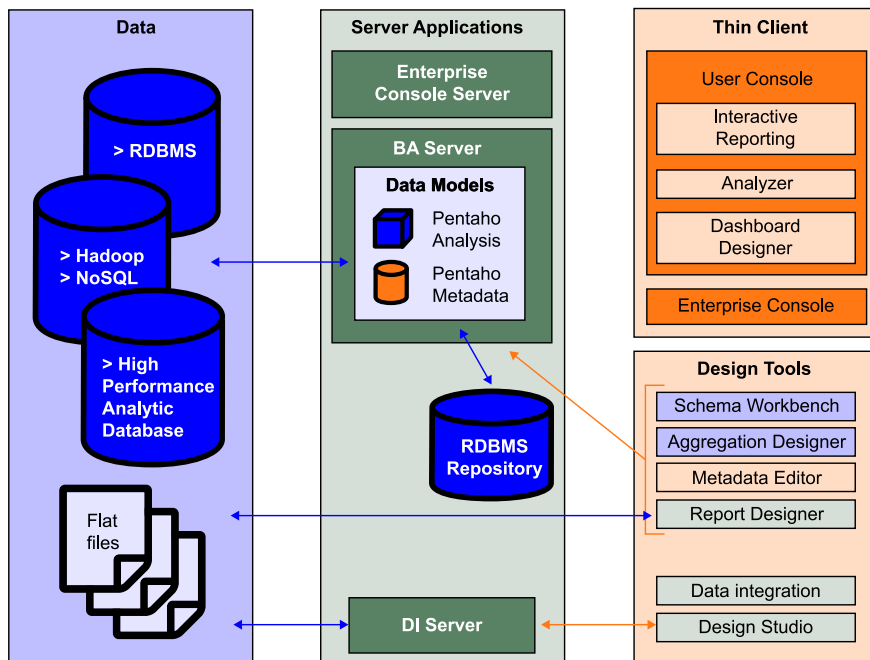 Data
> RDBMS
> Hadoop
> NoSQL
> High
Performance
Analytic
Database
Flat
files
Server Applications
Enterprise
Console Server
BA Server
Data Models
Pentaho
Analysis
Pentaho
Metadata
RDBMS
Repository
DI Server
Thin Client
User Console
Interactive
Reporting
Analyzer
Dashboard
Designer
Enterprise Console
Design Tools
Schema Workbench
Aggregation Designer
Metadata Editor
Report Designer
Data integration
Design Studio